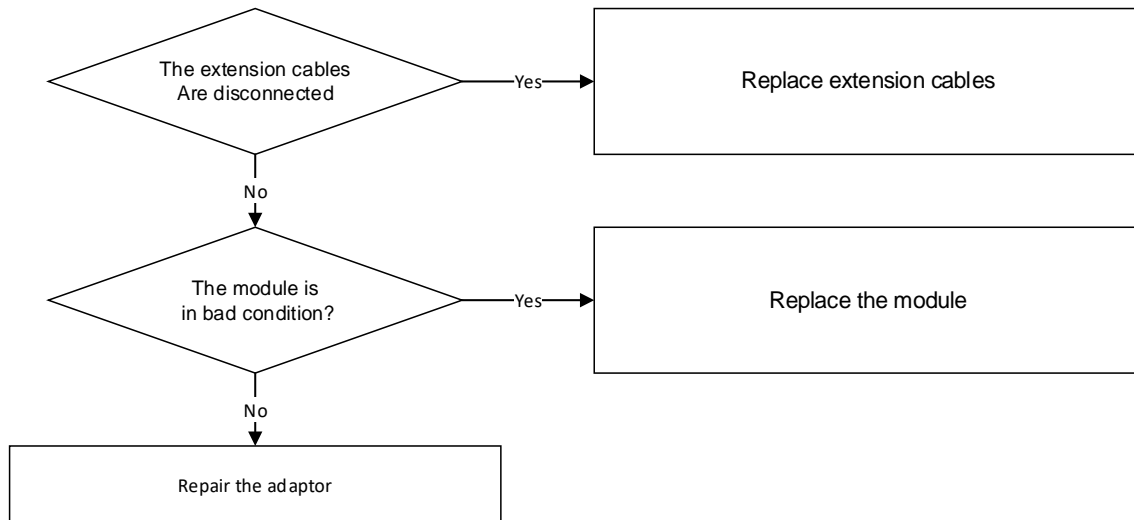 The extension cables
Are disconnected
Yes
Replace extension cables
No
The module is
in bad condition?
Yes
Replace the module
No
Repair the adaptor